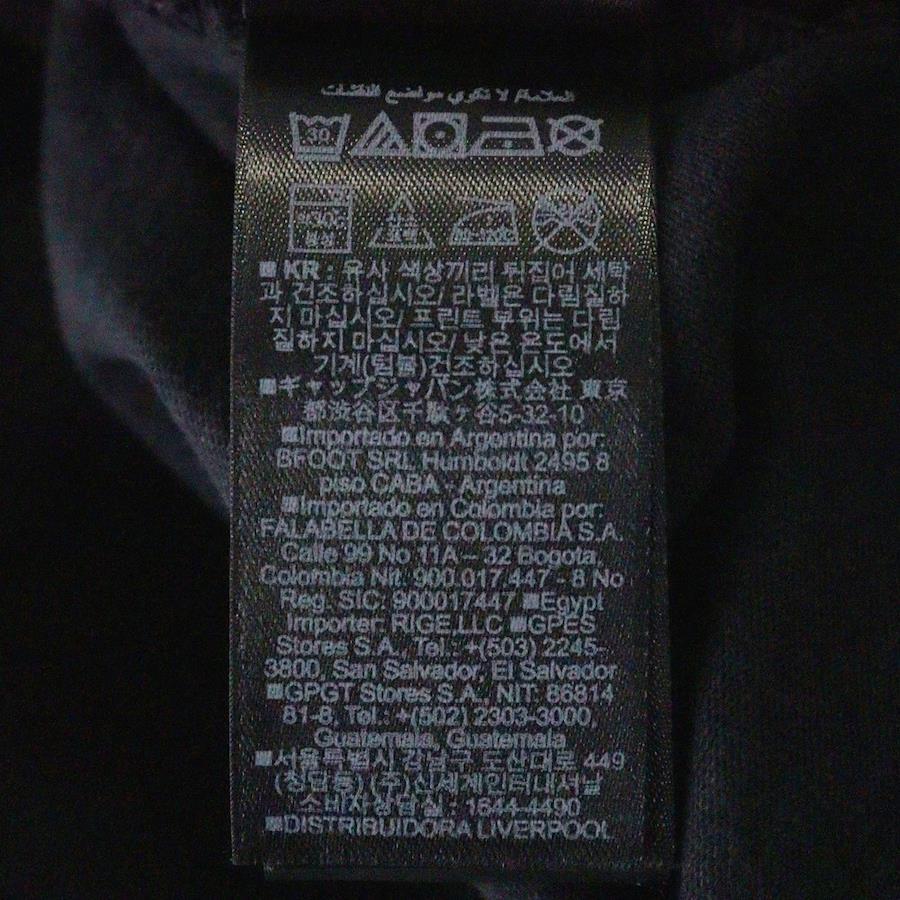 السلامة/ لا تكوي مواضع اللقطات
30
30°C
중성
■KR : 유사 색상끼리 뒤집어 세탁
과 건조하십시오/ 라벨은 다림질하
지 마십시오/ 프린트 부위는 다림
질하지 마십시오/ 낮은 온도에서
기계(텀블)건조하십시오
■ギャップジャパン株式会社 東京
都渋谷区千駄ヶ谷5-32-10
■Importado en Argentina por:
BFOOT SRL Humboldt 2495 8
piso CABA - Argentina
■Importado en Colombia por:
FALABELLA DE COLOMBIA S.A.
Calle 99 No 11A – 32 Bogota,
Colombia Nit: 900.017.447 - 8 No
Reg. SIC: 900017447 ■Egypt
Importer: RIGE,LLC ■GPES
Stores S.A., Tel.: +(503) 2245-
3800, San Salvador, El Salvador
■GPGT Stores S.A., NIT: 86814
81-8, Tel.: +(502) 2303-3000,
Guatemala, Guatemala
■서울특별시 강남구 도산대로 449
(청담동) (주)신세계인터내셔날
소비자상담실 : 1644-4490
■DISTRIBUIDORA LIVERPOOL